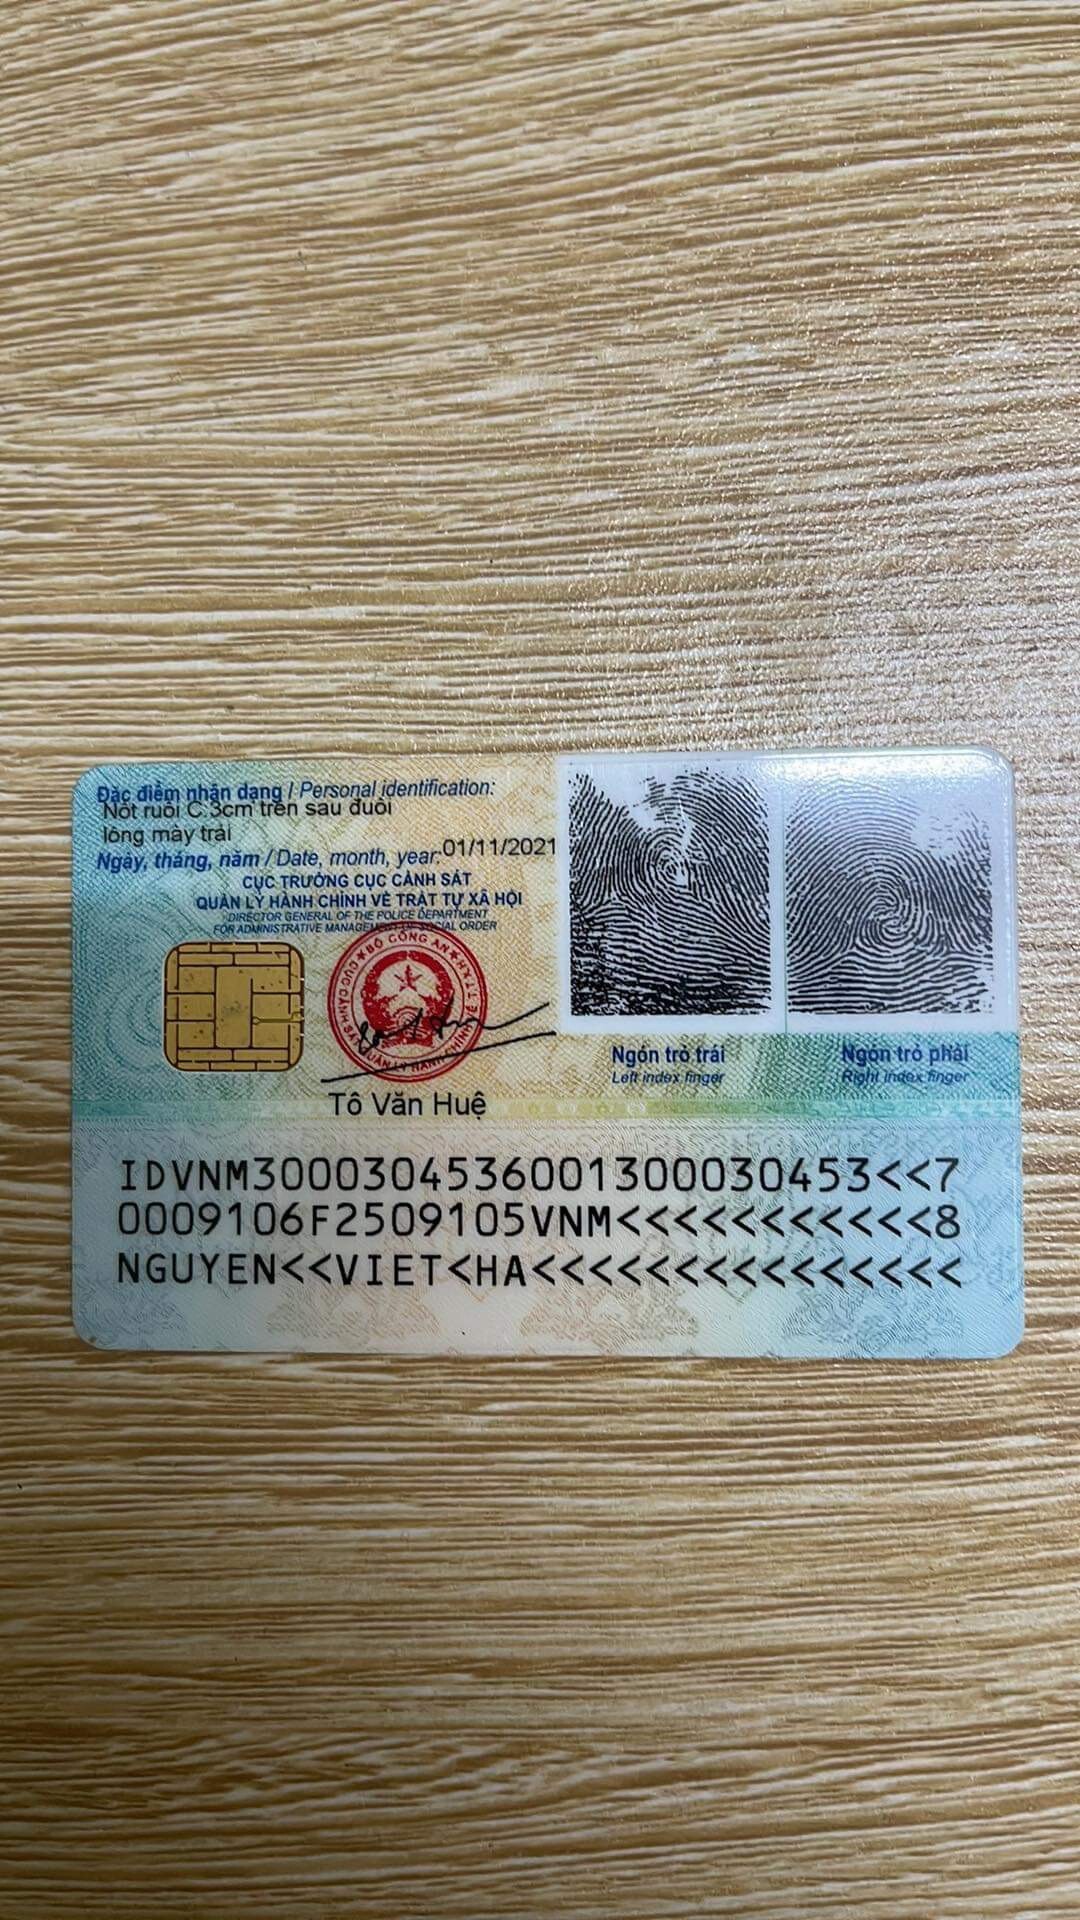 Đặc điểm nhận dạng / Personal identification:
Nốt ruồi C.3cm trên sau đuôi
lông mày trái
Ngày, tháng, năm / Date, month, year: 01/11/2021
CỤC TRƯỞNG CỤC CẢNH SÁT
QUẢN LÝ HÀNH CHÍNH VỀ TRẬT TỰ XÃ HỘI
DIRECTOR GENERAL OF THE POLICE DEPARTMENT
FOR ADMINISTRATIVE MANAGEMENT OF SOCIAL ORDER
BỘ CÔNG AN
Tô Văn Huệ
Ngón trỏ trái
Left index finger
Ngón trỏ phải
Right index finger
IDVNM3000304536001300030453<<7
0009106F2509105VNM<<<<<<<<<<<8
NGUYEN<<VIET<HA<<<<<<<<<<<<<<<